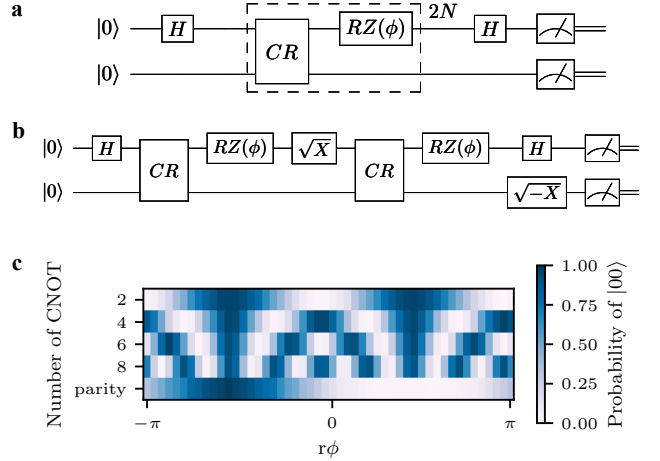 a
2N
|0⟩ H CR RZ(ϕ) H
|0⟩
b
|0⟩ H CR RZ(ϕ) √X CR RZ(ϕ) H
|0⟩ √−X
c
Number of CNOT
2
4
6
8
parity
−π 0 π
rϕ
1.00
0.75
0.50
0.25
0.00
Probability of |00⟩